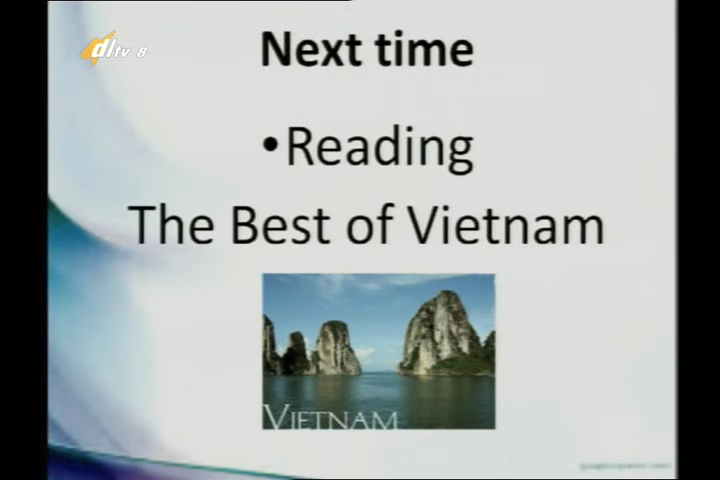 dltv 8
Next time
•Reading
The Best of Vietnam
VIETNAM